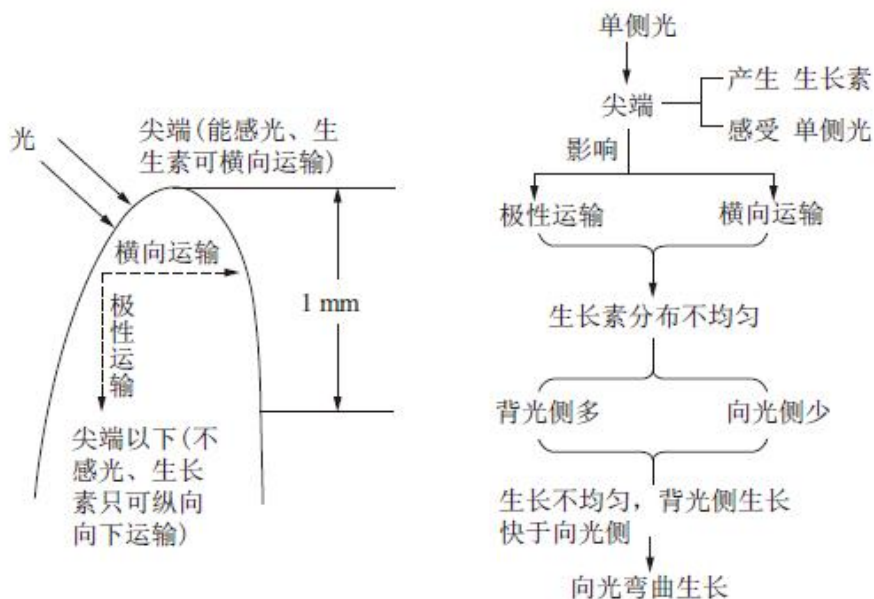 光
尖端(能感光、生
生素可横向运输)
横向运输
极性运输
1 mm
尖端以下(不
感光、生长
素只可纵向
向下运输)
单侧光
尖端
产生 生长素
感受 单侧光
影响
极性运输
横向运输
生长素分布不均匀
背光侧多
向光侧少
生长不均匀，背光侧生长
快于向光侧
向光弯曲生长